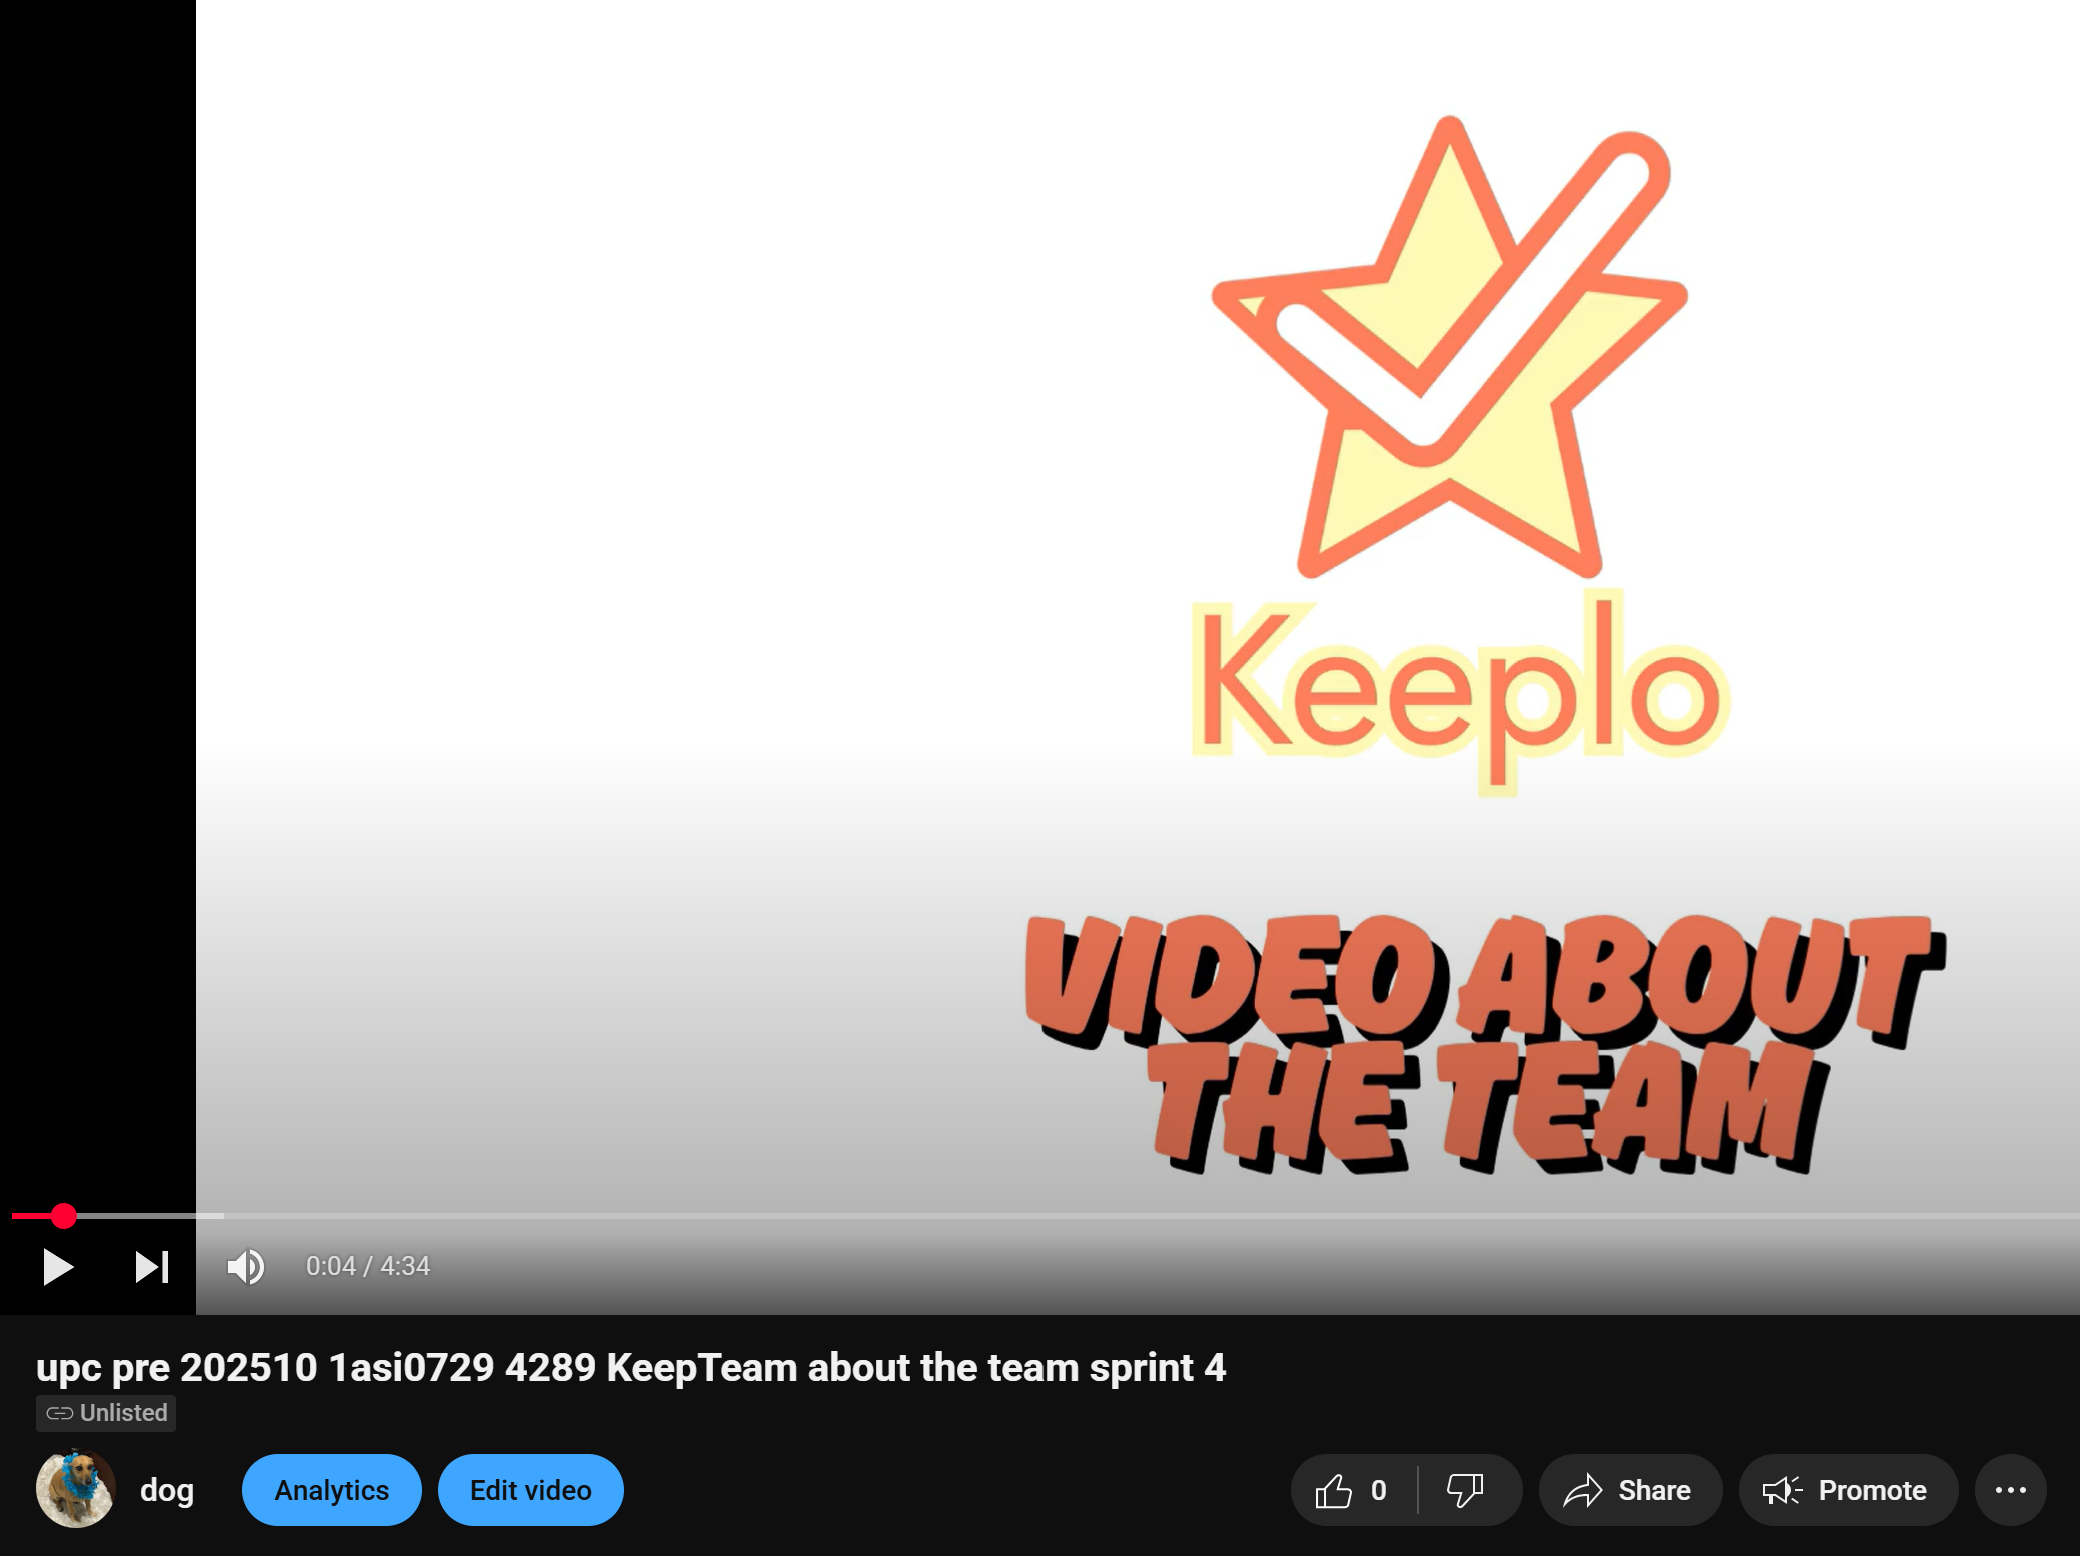 Keeplo
VIDEO ABOUT
THE TEAM
0:04 / 4:34
upc pre 202510 1asi0729 4289 KeepTeam about the team sprint 4
Unlisted
dog
Analytics
Edit video
0
Share
Promote